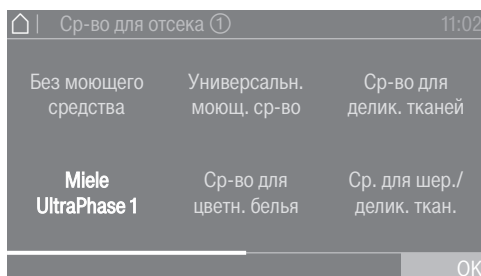 Ср-во для отсека ① 11:02
Без моющего средства
Универсальн. моющ. ср-во
Ср-во для делик. тканей
Miele UltraPhase 1
Ср-во для цветн. белья
Ср. для шер./ делик. ткан.
OK